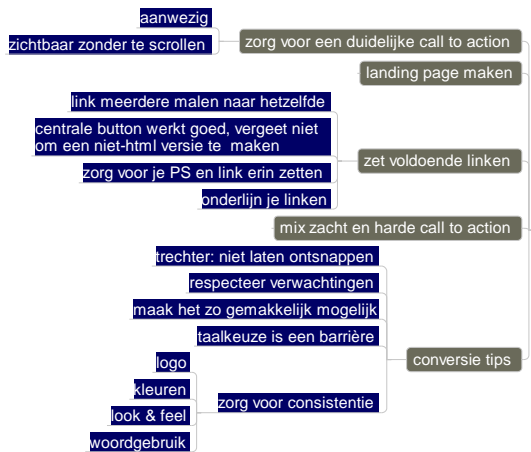 zorg voor een duidelijke call to action
aanwezig
zichtbaar zonder te scrollen
landing page maken
zet voldoende linken
link meerdere malen naar hetzelfde
centrale button werkt goed, vergeet niet
om een niet-html versie te maken
zorg voor je PS en link erin zetten
onderlijn je linken
mix zacht en harde call to action
conversie tips
trechter: niet laten ontsnappen
respecteer verwachtingen
maak het zo gemakkelijk mogelijk
taalkeuze is een barrière
zorg voor consistentie
logo
kleuren
look & feel
woordgebruik